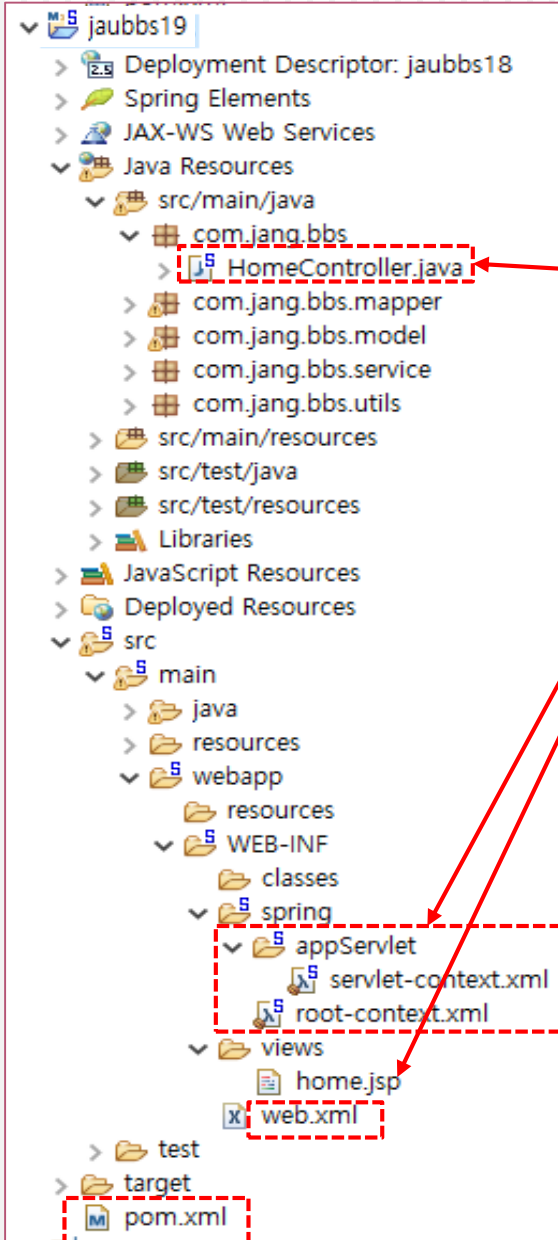 jaubbs19
Deployment Descriptor: jaubbs18
Spring Elements
JAX-WS Web Services
Java Resources
src/main/java
com.jang.bbs
HomeController.java
com.jang.bbs.mapper
com.jang.bbs.model
com.jang.bbs.service
com.jang.bbs.utils
src/main/resources
src/test/java
src/test/resources
Libraries
JavaScript Resources
Deployed Resources
src
main
java
resources
webapp
resources
WEB-INF
classes
spring
appServlet
servlet-context.xml
root-context.xml
views
home.jsp
web.xml
test
target
pom.xml